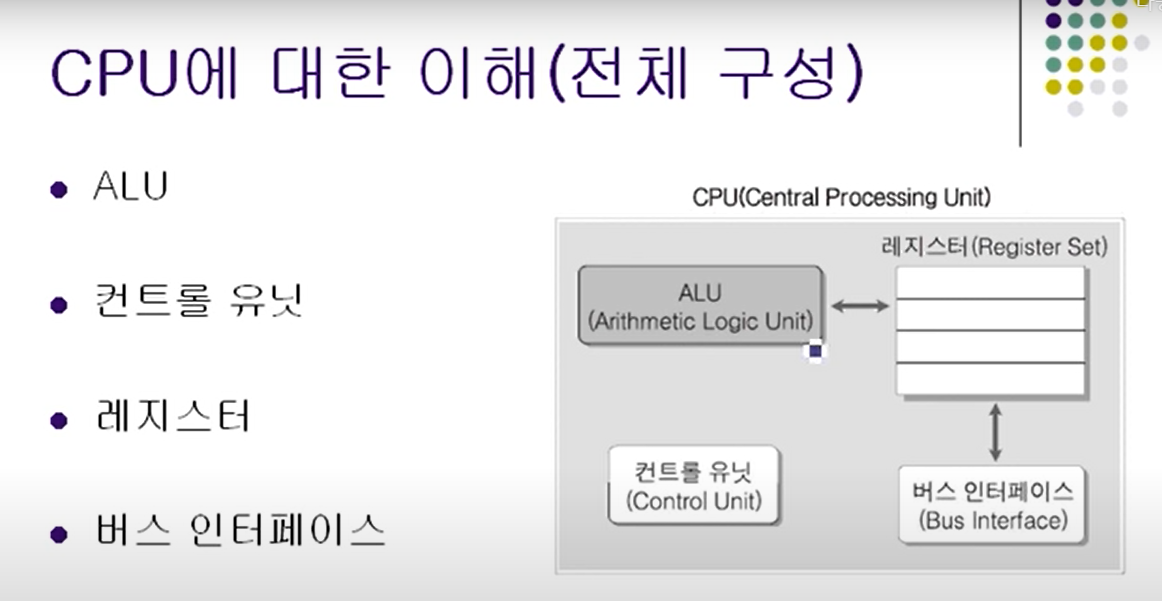 CPU에 대한 이해(전체 구성)
ALU
컨트롤 유닛
레지스터
버스 인터페이스
CPU(Central Processing Unit)
레지스터(Register Set)
ALU
(Arithmetic Logic Unit)
컨트롤 유닛
(Control Unit)
버스 인터페이스
(Bus Interface)